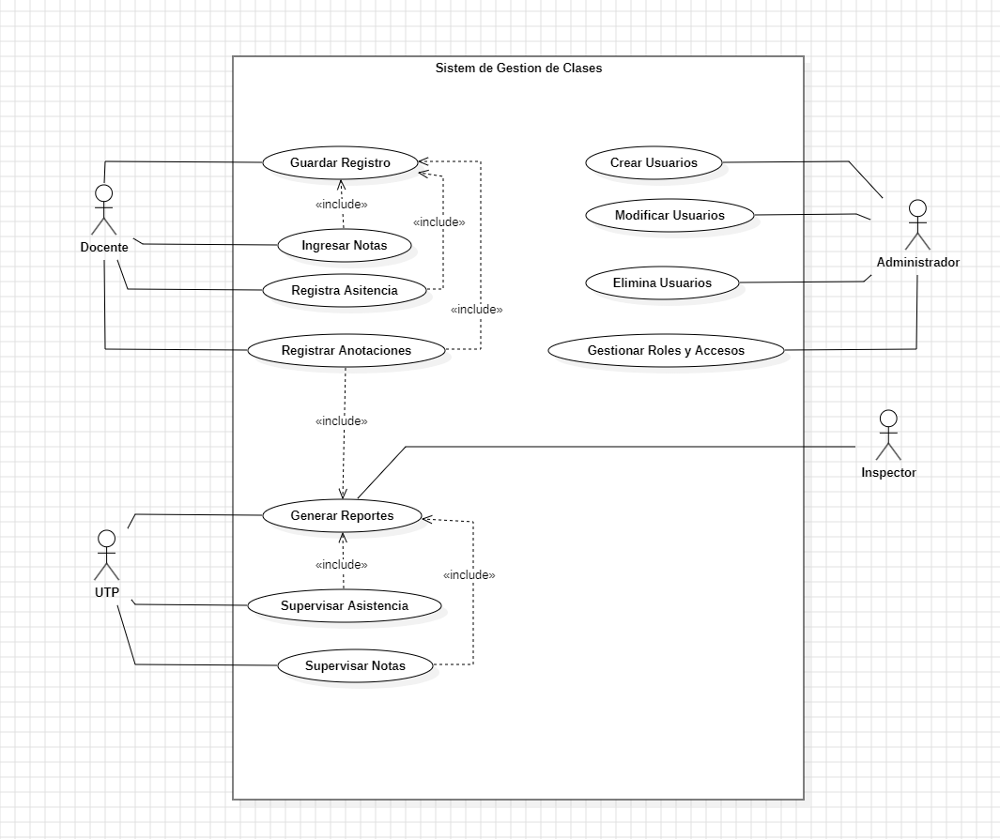 Sistem de Gestion de Clases
Guardar Registro
Crear Usuarios
«include»
Modificar Usuarios
«include»
Docente
Ingresar Notas
Administrador
Registra Asitencia
Elimina Usuarios
«include»
Registrar Anotaciones
Gestionar Roles y Accesos
«include»
Inspector
Generar Reportes
«include»
«include»
UTP
Supervisar Asistencia
Supervisar Notas